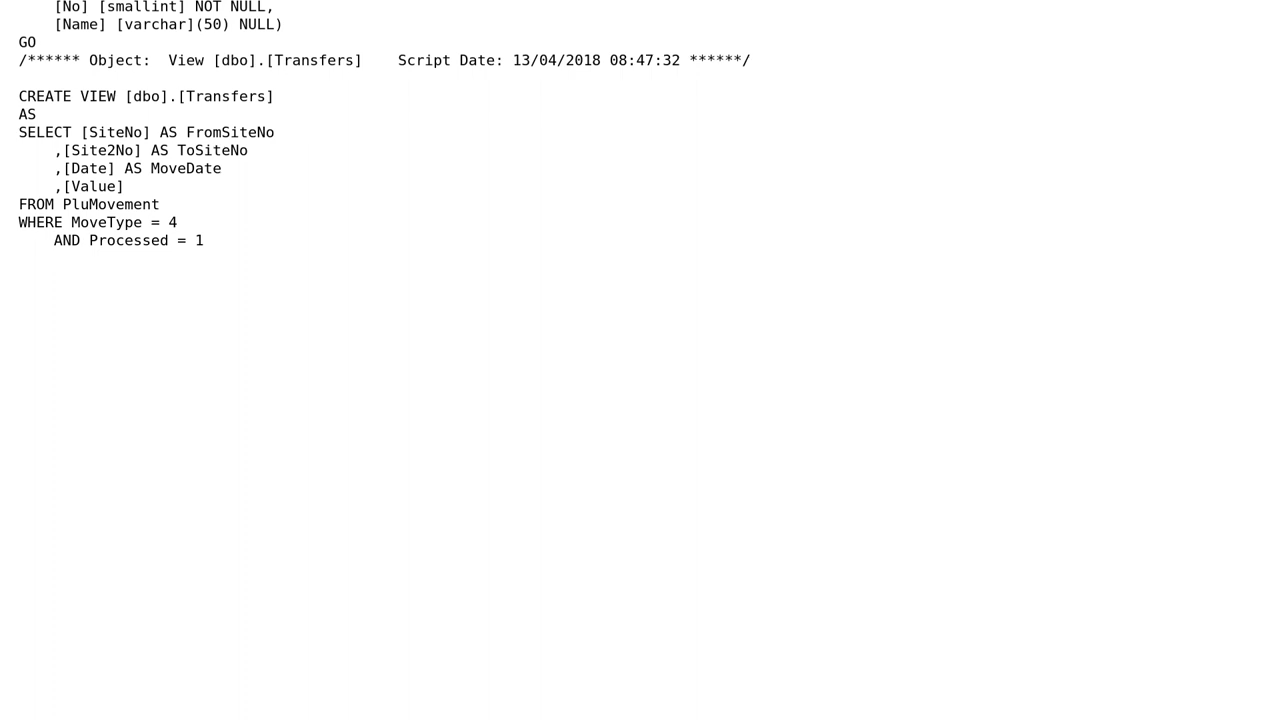 [No] [smallint] NOT NULL,
[Name] [varchar](50) NULL)
GO
/****** Object:  View [dbo].[Transfers]    Script Date: 13/04/2018 08:47:32 ******/
CREATE VIEW [dbo].[Transfers]
AS
SELECT [SiteNo] AS FromSiteNo
,[Site2No] AS ToSiteNo
,[Date] AS MoveDate
,[Value]
FROM PluMovement
WHERE MoveType = 4
AND Processed = 1